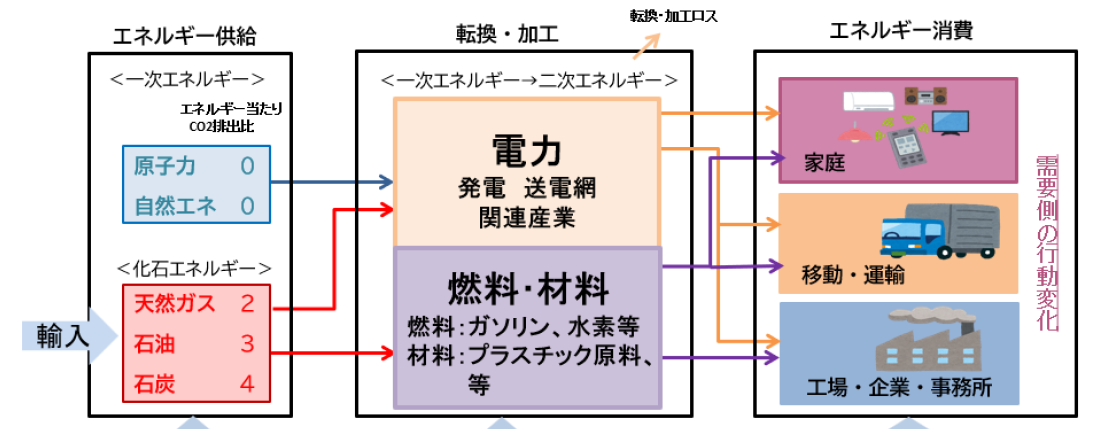 エネルギー供給
＜一次エネルギー＞
エネルギー当たり
CO2排出比
原子力 0
自然エネ 0
＜化石エネルギー＞
天然ガス 2
石油 3
石炭 4
輸入
転換・加工
転換・加工ロス
＜一次エネルギー→二次エネルギー＞
電力
発電 送電網
関連産業
燃料・材料
燃料：ガソリン、水素等
材料：プラスチック原料、
等
エネルギー消費
家庭
移動・運輸
工場・企業・事務所
需要側の行動変化